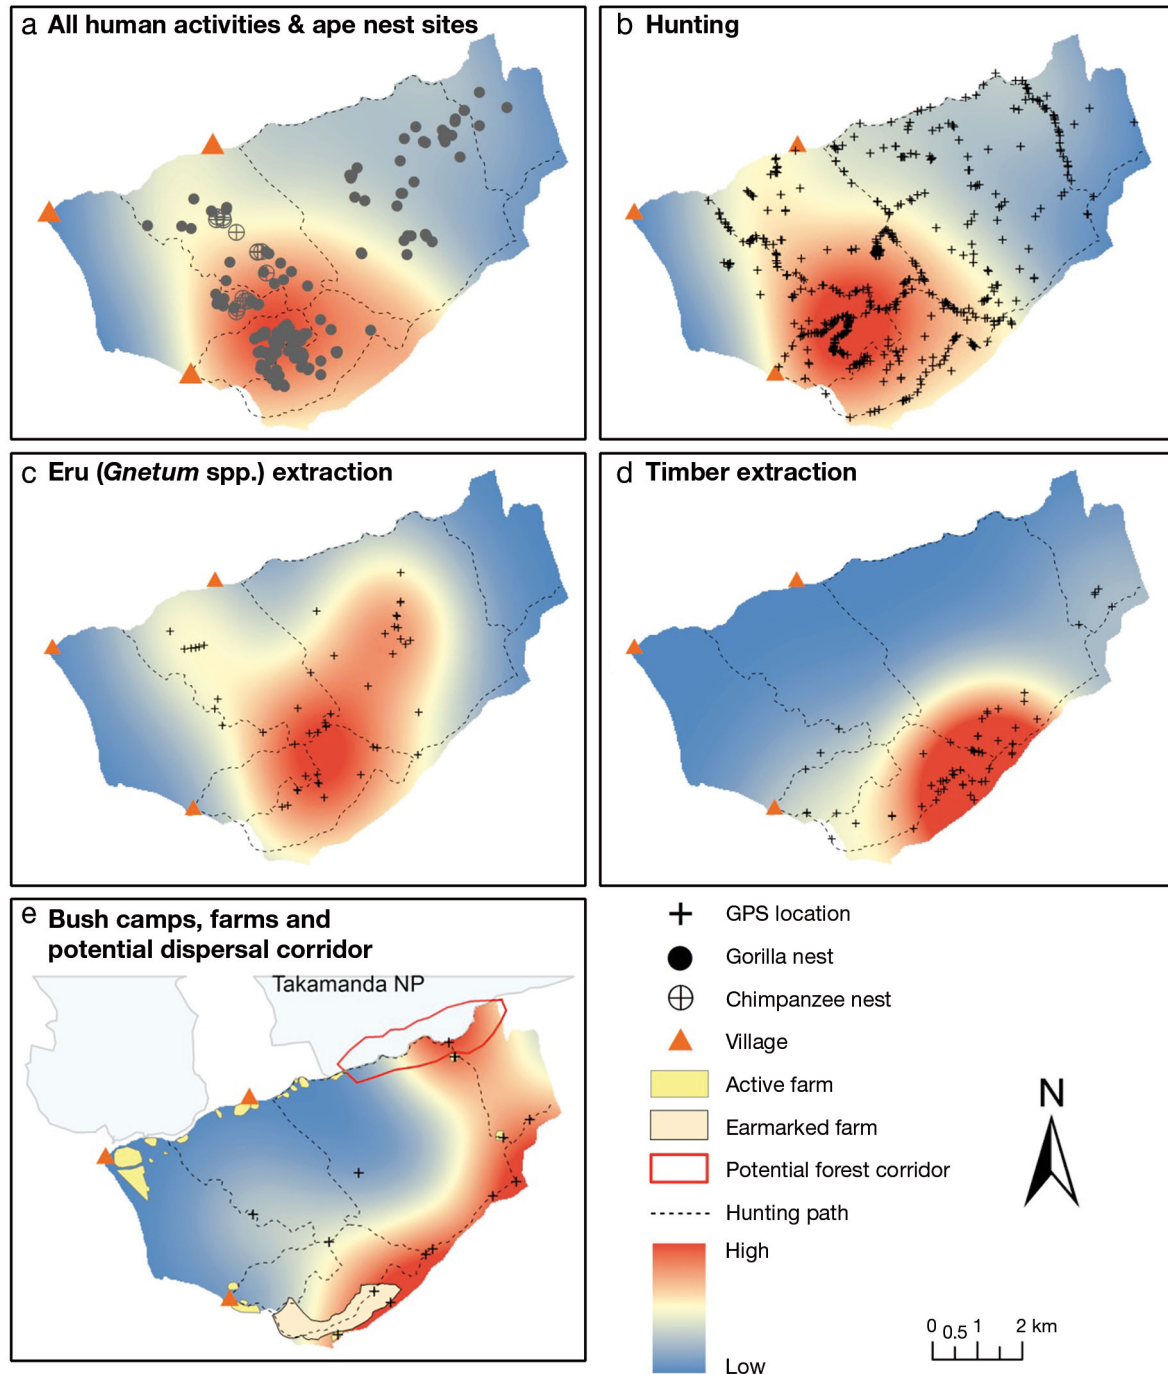 a All human activities & ape nest sites
b Hunting
c Eru (Gnetum spp.) extraction
d Timber extraction
e Bush camps, farms and
potential dispersal corridor
Takamanda NP
GPS location
Gorilla nest
Chimpanzee nest
Village
Active farm
Earmarked farm
Potential forest corridor
Hunting path
High
Low
N
0 0.5 1 2 km